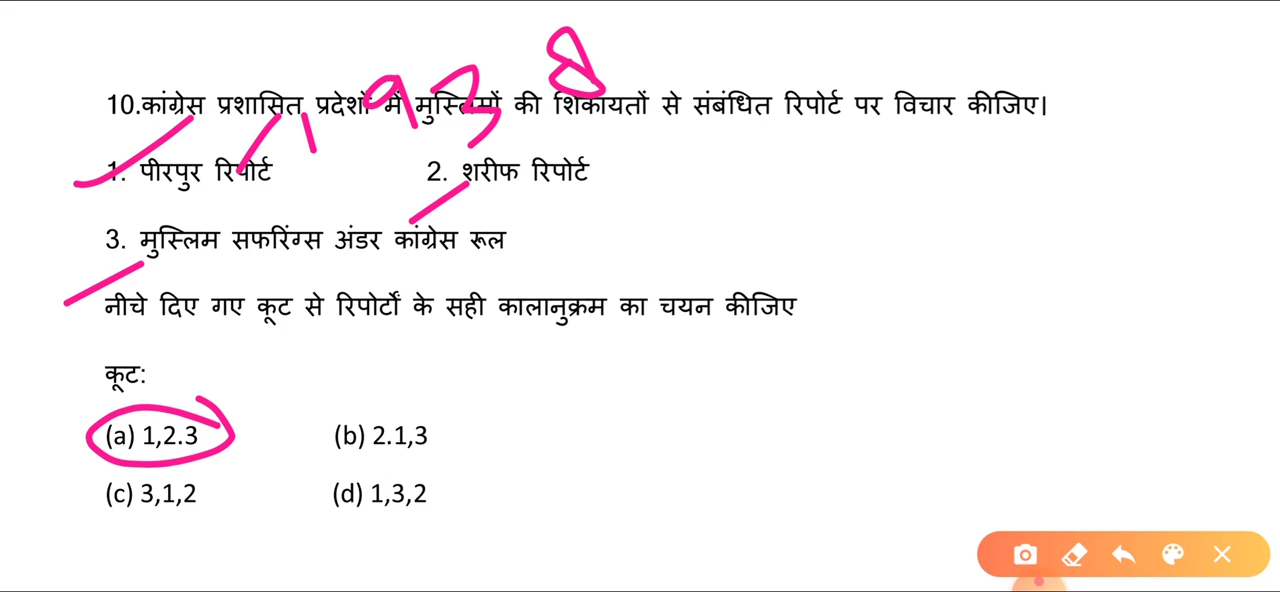 1938
10.कांग्रेस प्रशासित प्रदेशों में मुस्लिमों की शिकायतों से संबंधित रिपोर्ट पर विचार कीजिए।
1. पीरपुर रिपोर्ट 2. शरीफ रिपोर्ट
3. मुस्लिम सफरिंग्स अंडर कांग्रेस रूल
नीचे दिए गए कूट से रिपोर्टों के सही कालानुक्रम का चयन कीजिए
कूट:
(a) 1,2.3 (b) 2.1,3
(c) 3,1,2 (d) 1,3,2